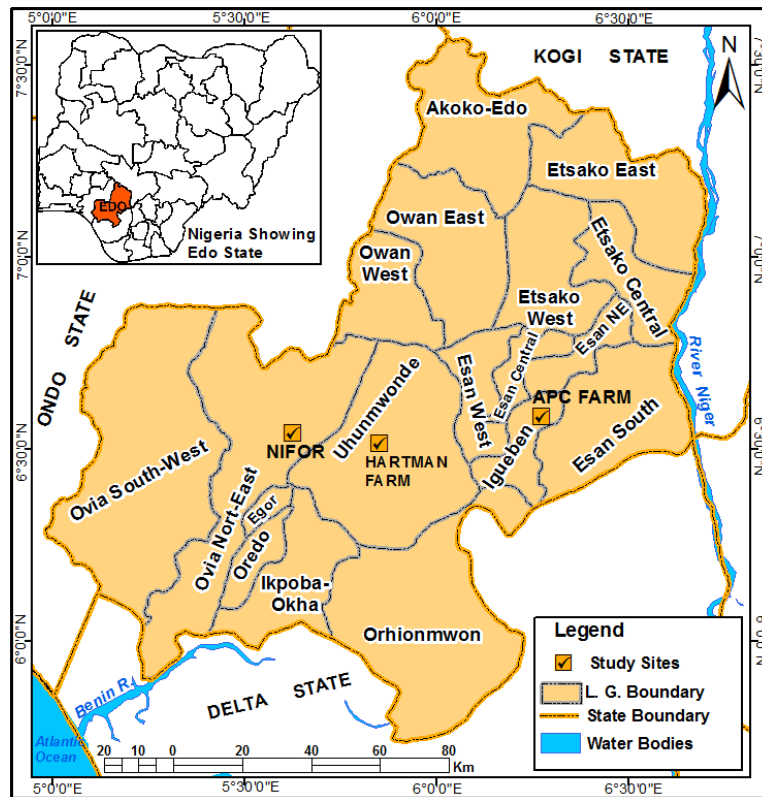 5°0'0"E 5°30'0"E 6°0'0"E 6°30'0"E
7°30'0"N
7°0'0"N
6°30'0"N
6°0'0"N
7°30'0"N
7°0'0"N
6°30'0"N
6°0'0"N
EDO
Nigeria Showing
Edo State
KOGI STATE
N
Akoko-Edo
Etsako East
Owan East
Owan
West
Etsako Central
Etsako
West
Esan NE
Esan Central
Esan West
ONDO STATE
Uhunmwonde
APC FARM
River Niger
NIFOR
HARTMAN
FARM
Igueben
Esan South
Ovia South-West
Ovia Nort-East
Egor
Oredo
Ikpoba-
Okha
Orhionmwon
Benin R.
DELTA STATE
Atlantic
Ocean
20 10 0 20 40 60 80
Km
Legend
Study Sites
L. G. Boundary
State Boundary
Water Bodies
5°0'0"E 5°30'0"E 6°0'0"E 6°30'0"E